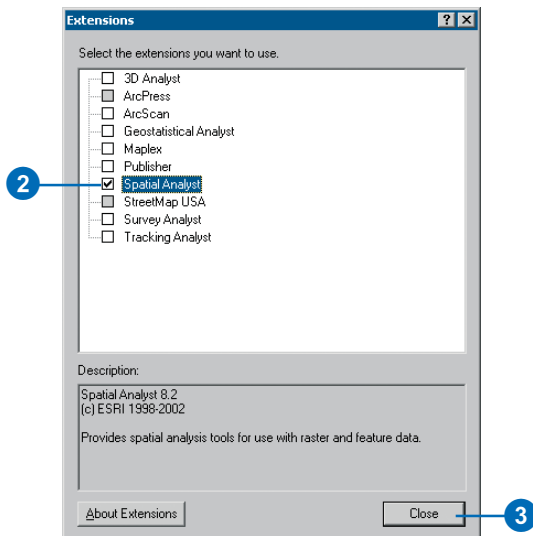 Extensions
Select the extensions you want to use.
3D Analyst
ArcPress
ArcScan
Geostatistical Analyst
Maplex
Publisher
2
Spatial Analyst
StreetMap USA
Survey Analyst
Tracking Analyst
Description:
Spatial Analyst 8.2
(c) ESRI 1998-2002
Provides spatial analysis tools for use with raster and feature data.
About Extensions
Close
3